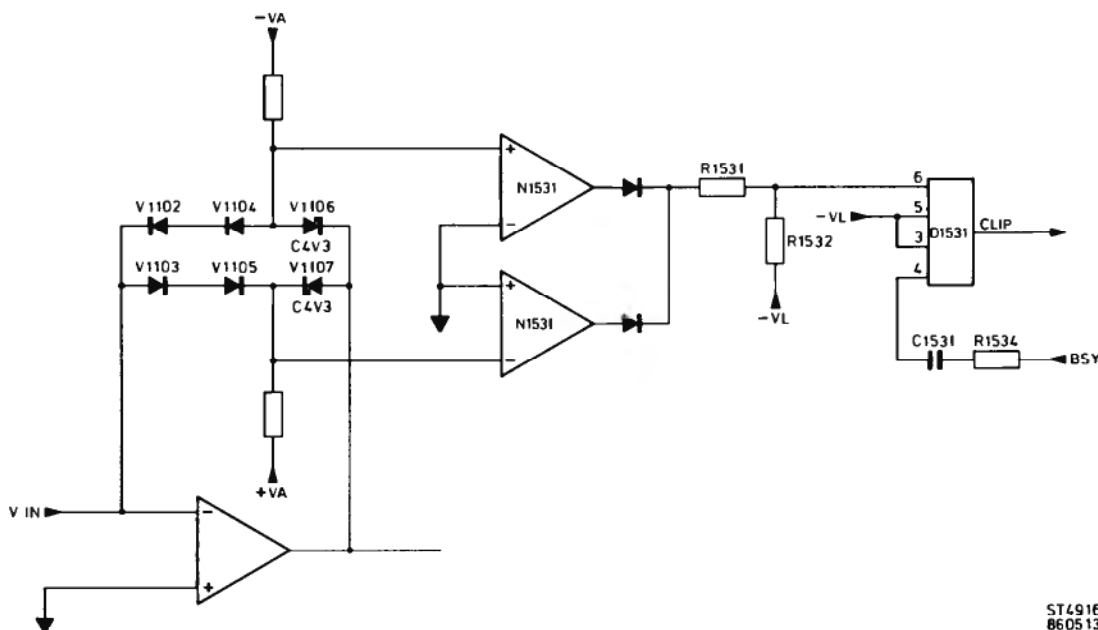 -VA
V1102
V1104
V1106
C4V3
V1103
V1105
V1107
C4V3
+VA
V IN
-
+
+
N1531
-
+
N1531
-
R1531
R1532
-VL
-VL
6
5
3
4
D1531
CLIP
C1531
R1534
BSY
ST4916
860513